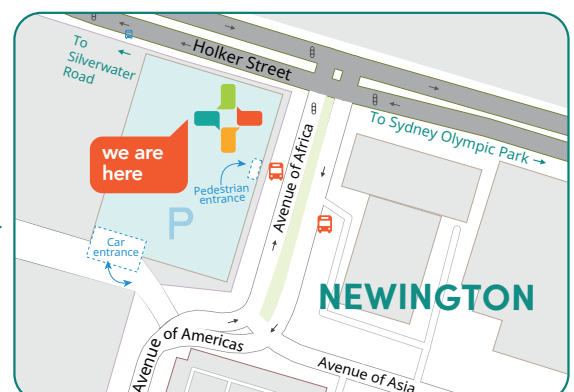 To
Silverwater
Road
Holker Street
To Sydney Olympic Park
we are
here
Pedestrian
entrance
Avenue of Africa
P
Car
entrance
NEWINGTON
Avenue of Americas
Avenue of Asia